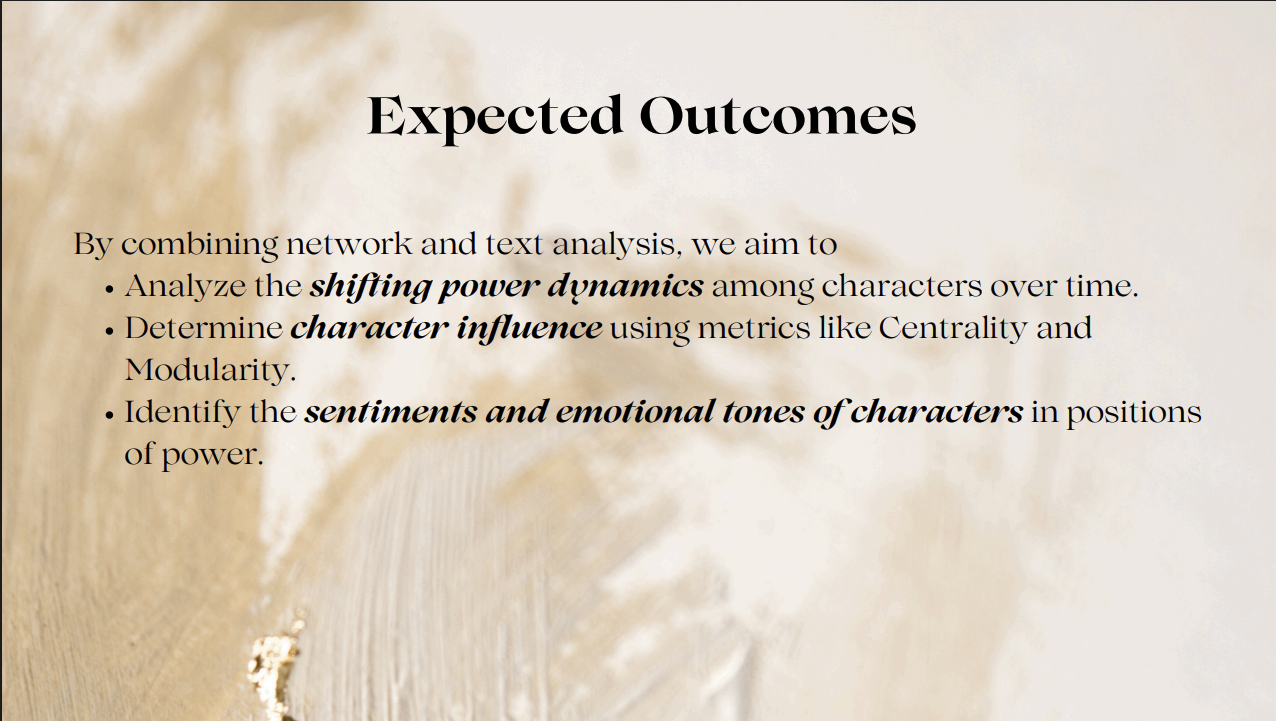 Expected Outcomes
By combining network and text analysis, we aim to
• Analyze the shifting power dynamics among characters over time.
• Determine character influence using metrics like Centrality and
Modularity.
• Identify the sentiments and emotional tones of characters in positions
of power.